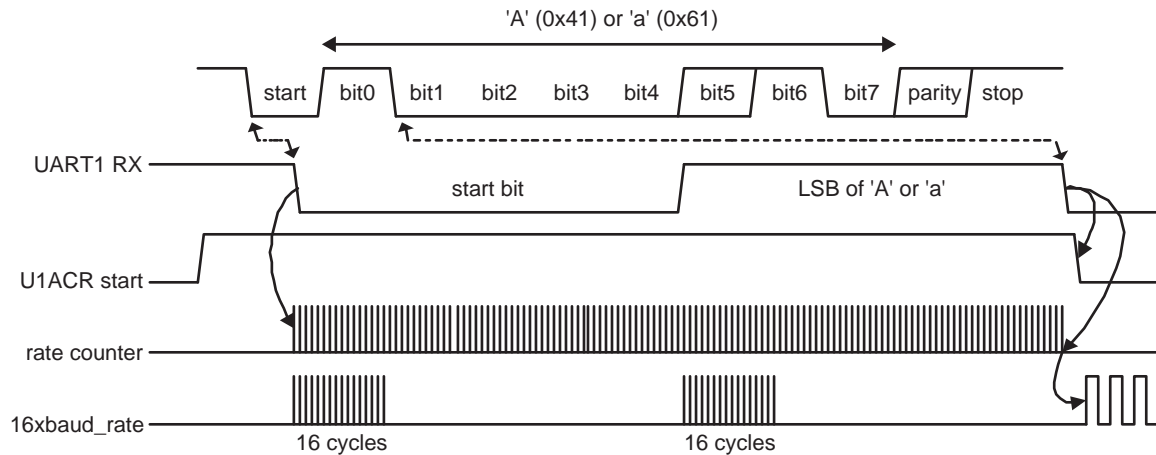 'A' (0x41) or 'a' (0x61)
start bit0 bit1 bit2 bit3 bit4 bit5 bit6 bit7 parity stop
UART1 RX
start bit
LSB of 'A' or 'a'
U1ACR start
rate counter
16xbaud_rate
16 cycles
16 cycles